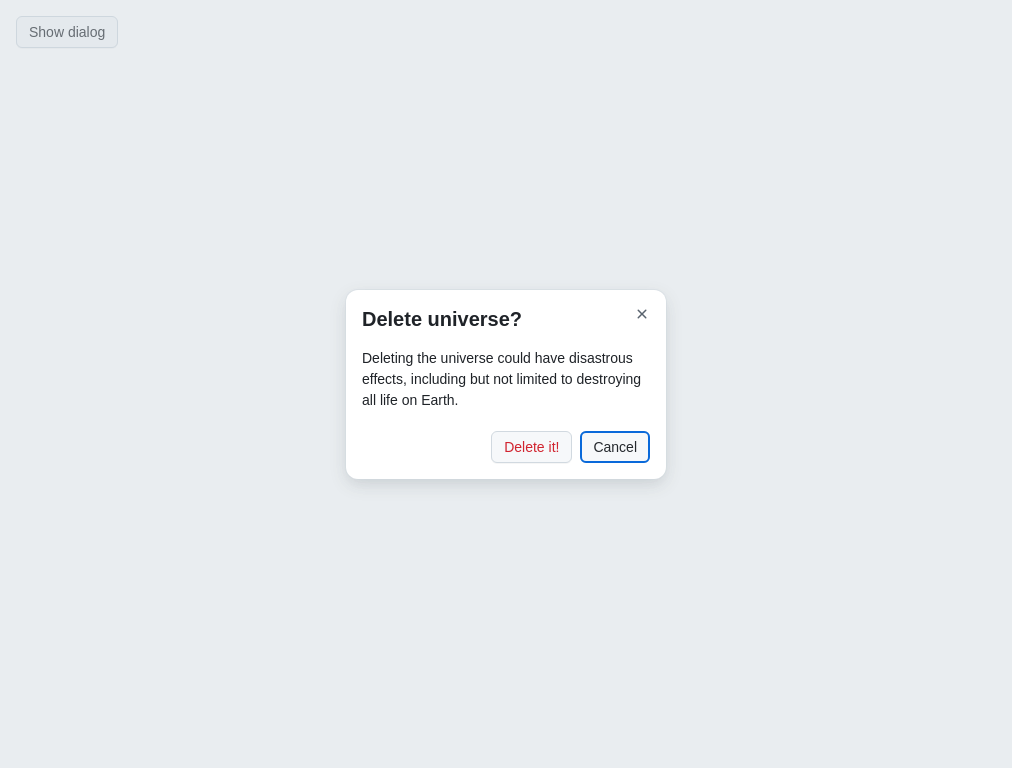 Show dialog
Delete universe?
Deleting the universe could have disastrous
effects, including but not limited to destroying
all life on Earth.
Delete it!
Cancel